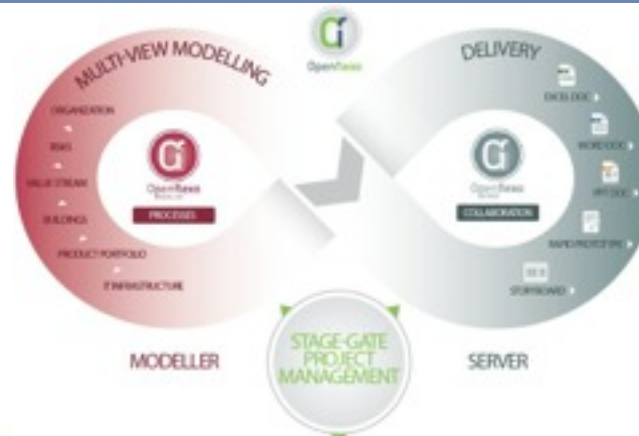 OpenReso
MULTI-VIEW MODELLING
ORGANIZATION
VALUE STREAM
BUILDINGS
PRODUCT PORTFOLIO
IT INFRASTRUCTURE
PROCESSES
MODELLER
STAGE-GATE
PROJECT
MANAGEMENT
DELIVERY
EXCEL DOC
WORD DOC
PPT DOC
RAPID PROTOTYPE
STORYBOARD
COLLABORATION
SERVER